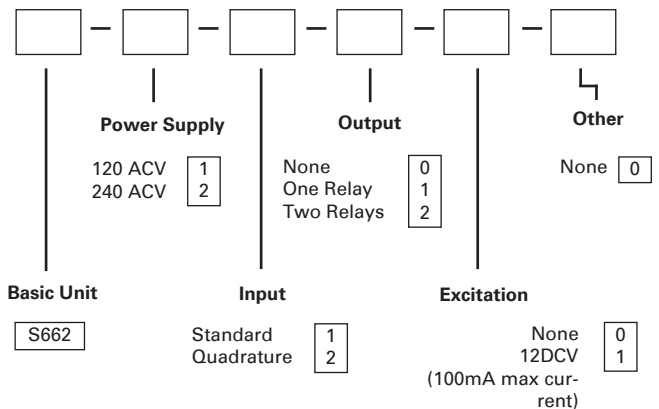 Power Supply
120 ACV 1
240 ACV 2
Output
None 0
One Relay 1
Two Relays 2
Other
None 0
Basic Unit
S662
Input
Standard 1
Quadrature 2
Excitation
None 0
12DCV 1
(100mA max cur-
rent)